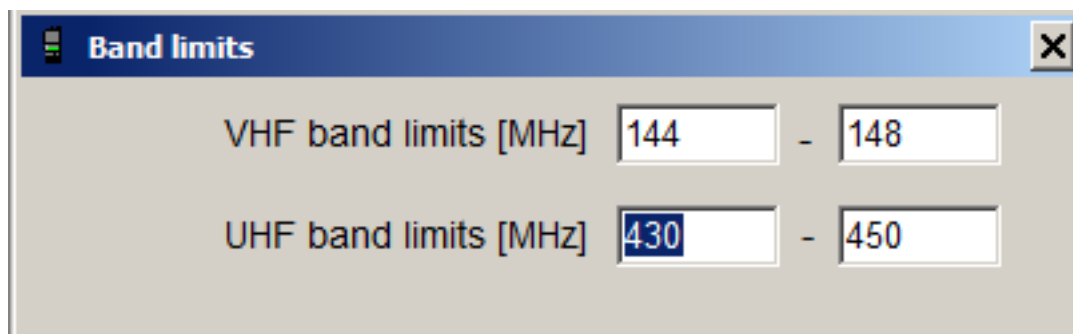 Band limits
VHF band limits [MHz] 144 - 148
UHF band limits [MHz] 430 - 450